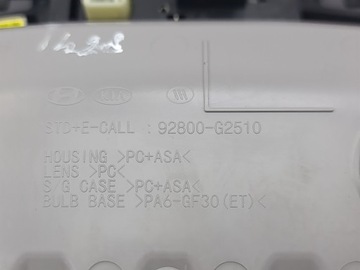 STD+E-CALL : 92800-G2510
HOUSING >PC+ASA<
LENS >PC<
S/G CASE >PC+ASA<
BULB BASE >PA6-GF30(ET)<